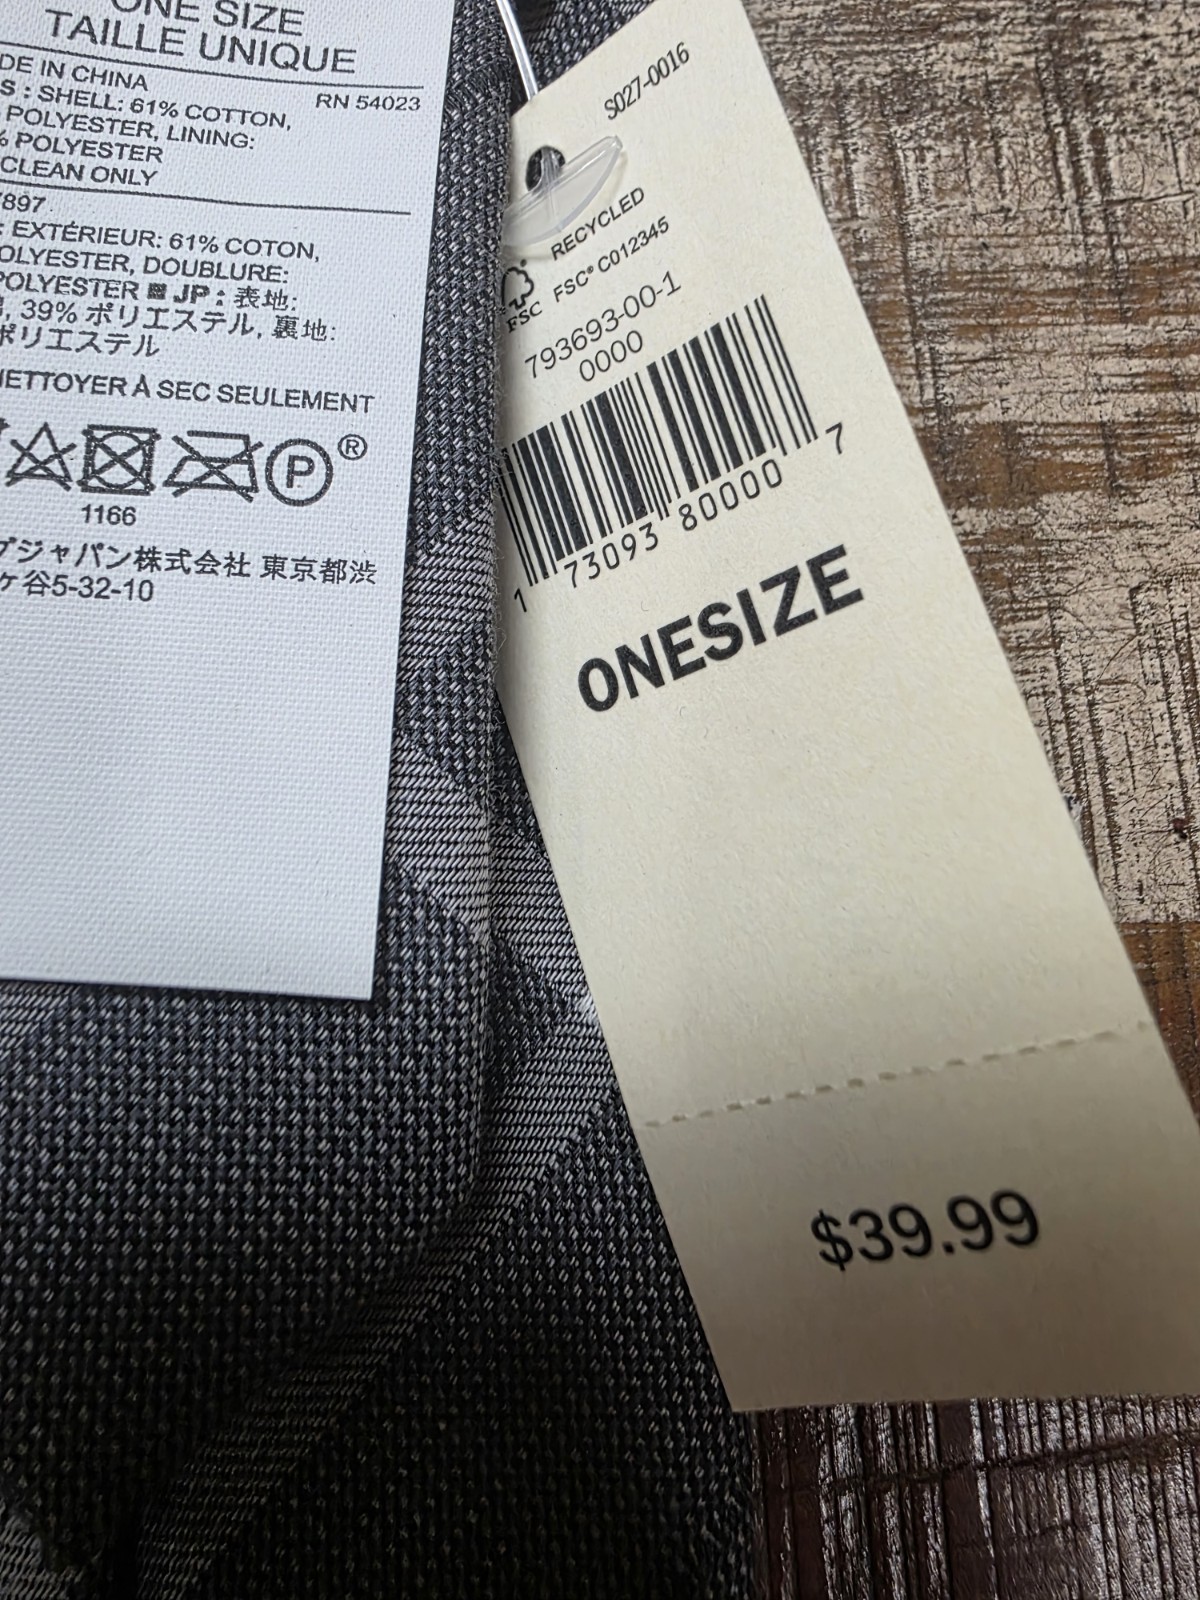 ONE SIZE
TAILLE UNIQUE
DE IN CHINA
RN 54023
S : SHELL: 61% COTTON,
POLYESTER, LINING:
% POLYESTER
CLEAN ONLY
7897
: EXTÉRIEUR: 61% COTON,
OLYESTER, DOUBLURE:
POLYESTER ■ JP : 表地:
, 39% ポリエステル, 裏地:
ポリエステル
NETTOYER À SEC SEULEMENT
P ®
1166
プジャパン株式会社 東京都渋
ケ谷5-32-10
S027-0016
RECYCLED
FSC FSC® C012345
793693-00-1
0000
1 73093 80000 7
ONESIZE
$39.99